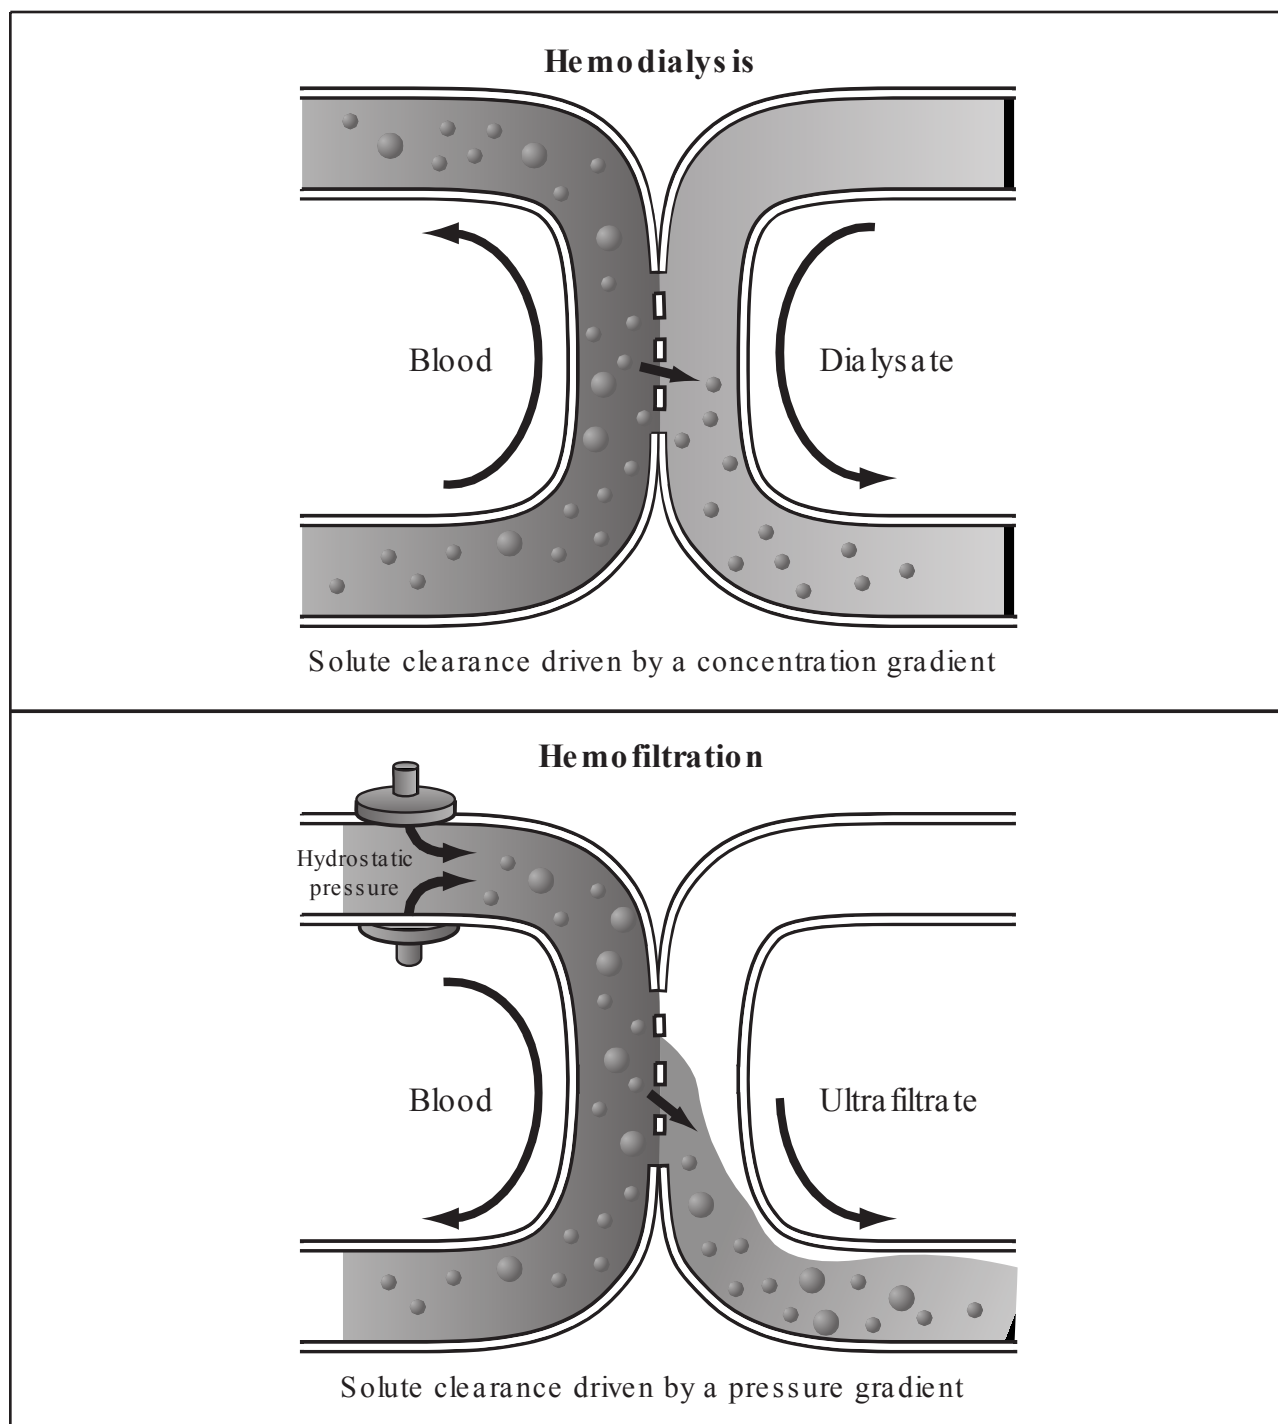 Hemodialysis
Blood
Dialysate
Solute clearance driven by a concentration gradient
Hemofiltration
Hydrostatic
pressure
Blood
Ultrafiltrate
Solute clearance driven by a pressure gradient